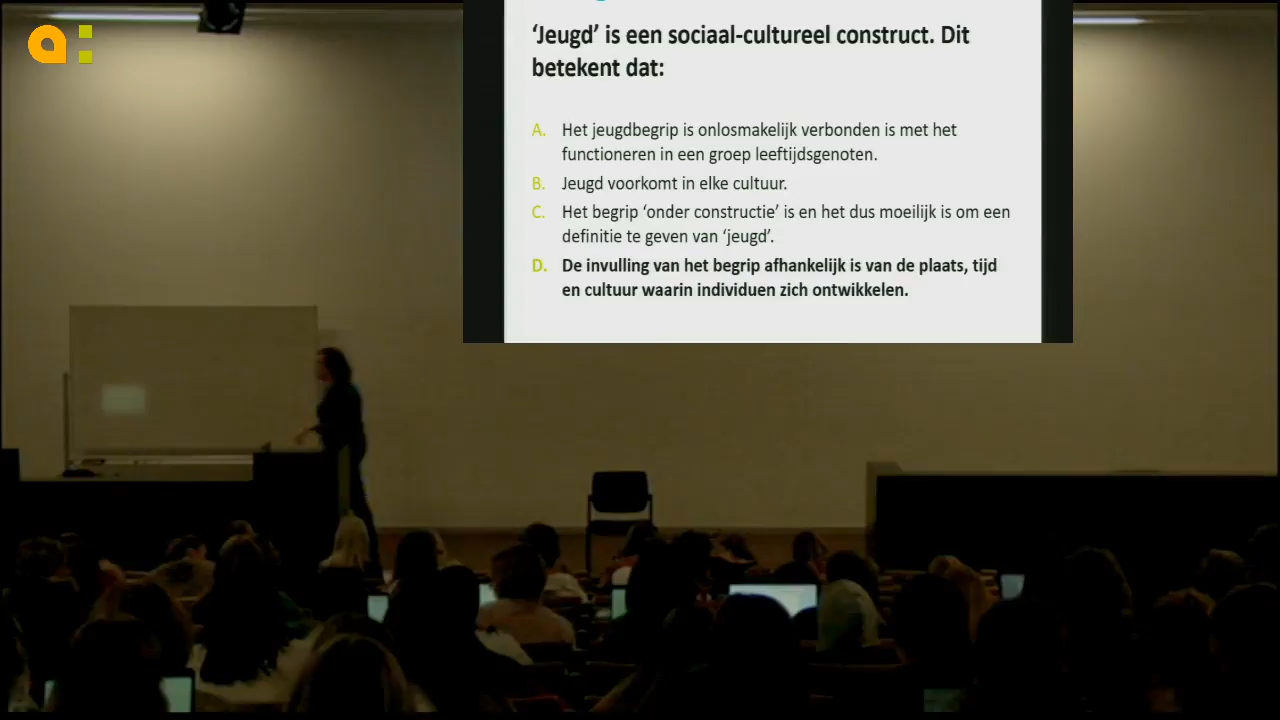 ‘Jeugd’ is een sociaal-cultureel construct. Dit
betekent dat:
A. Het jeugdbegrip is onlosmakelijk verbonden is met het
functioneren in een groep leeftijdsgenoten.
B. Jeugd voorkomt in elke cultuur.
C. Het begrip ‘onder constructie’ is en het dus moeilijk is om een
definitie te geven van ‘jeugd’.
D. De invulling van het begrip afhankelijk is van de plaats, tijd
en cultuur waarin individuen zich ontwikkelen.